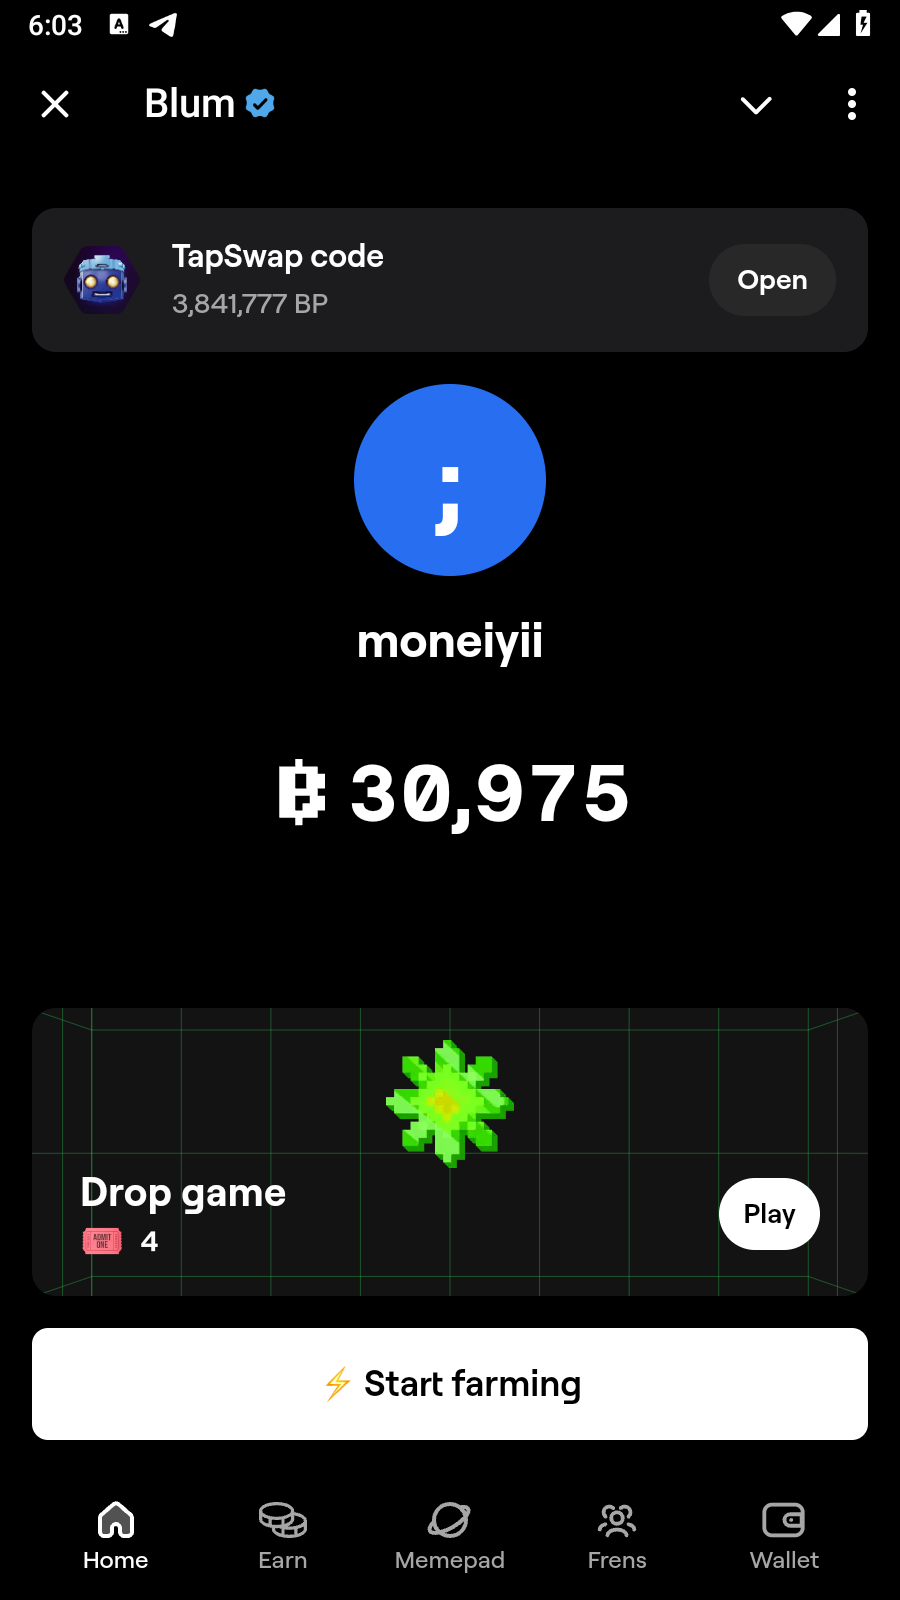 6:03
Blum
TapSwap code
3,841,777 BP
Open
;
moneiyii
30,975
Drop game
ADMIT
ONE
4
Play
⚡ Start farming
Home
Earn
Memepad
Frens
Wallet